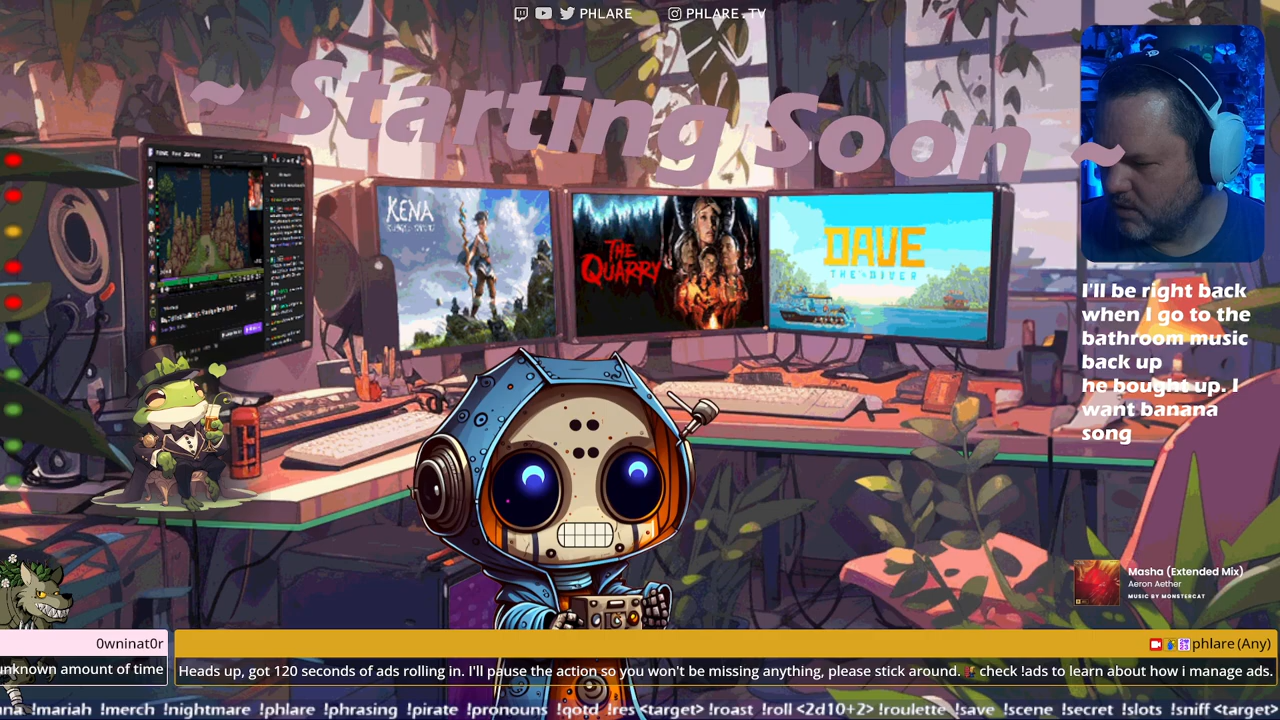 PHLARE PHLARE.TV
~ Starting Soon ~
KENA
THE QUARRY
DAVE
THE DIVER
I'll be right back
when I go to the
bathroom music
back up
he bought up. I
want banana
song
Masha (Extended Mix)
Aeron Aether
MUSIC BY MONSTERCAT
0wninat0r
unknown amount of time
phlare (Any)
Heads up, got 120 seconds of ads rolling in. I'll pause the action so you won't be missing anything, please stick around. check !ads to learn about how i manage ads.
!mariah !merch !nightmare !phlare !phrasing !pirate !pronouns !qotd !res <target> !roast !roll <2d10+2> !roulette !save !scene !secret !slots !sniff <target>